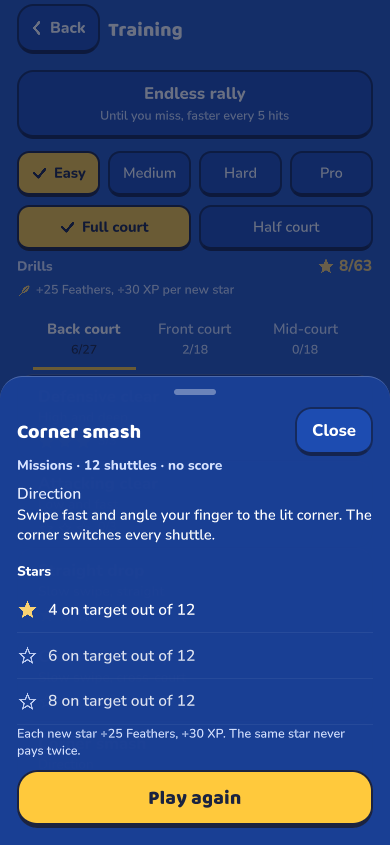 Back
Training
Endless rally
Until you miss, faster every 5 hits
Easy
Medium
Hard
Pro
Full court
Half court
Drills
8/63
+25 Feathers, +30 XP per new star
Back court
Front court
Mid-court
6/27
2/18
0/18
Corner smash
Close
Missions · 12 shuttles · no score
Direction
Swipe fast and angle your finger to the lit corner. The
corner switches every shuttle.
Stars
4 on target out of 12
6 on target out of 12
8 on target out of 12
Each new star +25 Feathers, +30 XP. The same star never
pays twice.
Play again